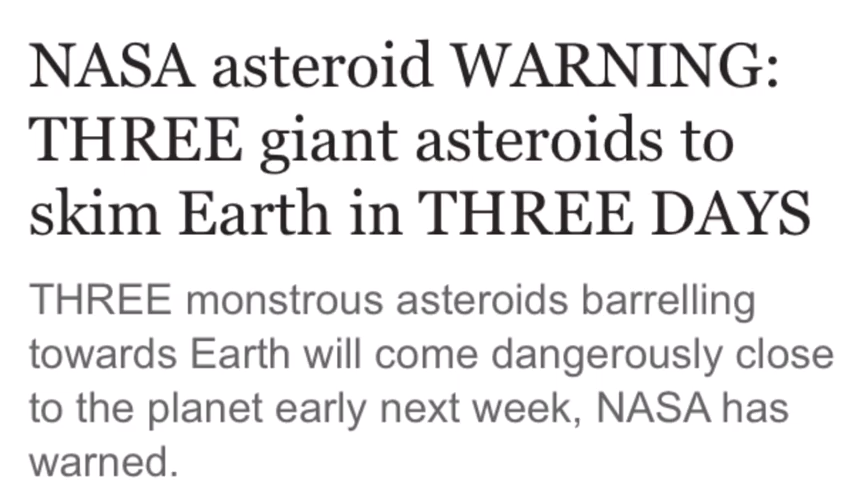 NASA asteroid WARNING:
THREE giant asteroids to
skim Earth in THREE DAYS
THREE monstrous asteroids barrelling
towards Earth will come dangerously close
to the planet early next week, NASA has
warned.